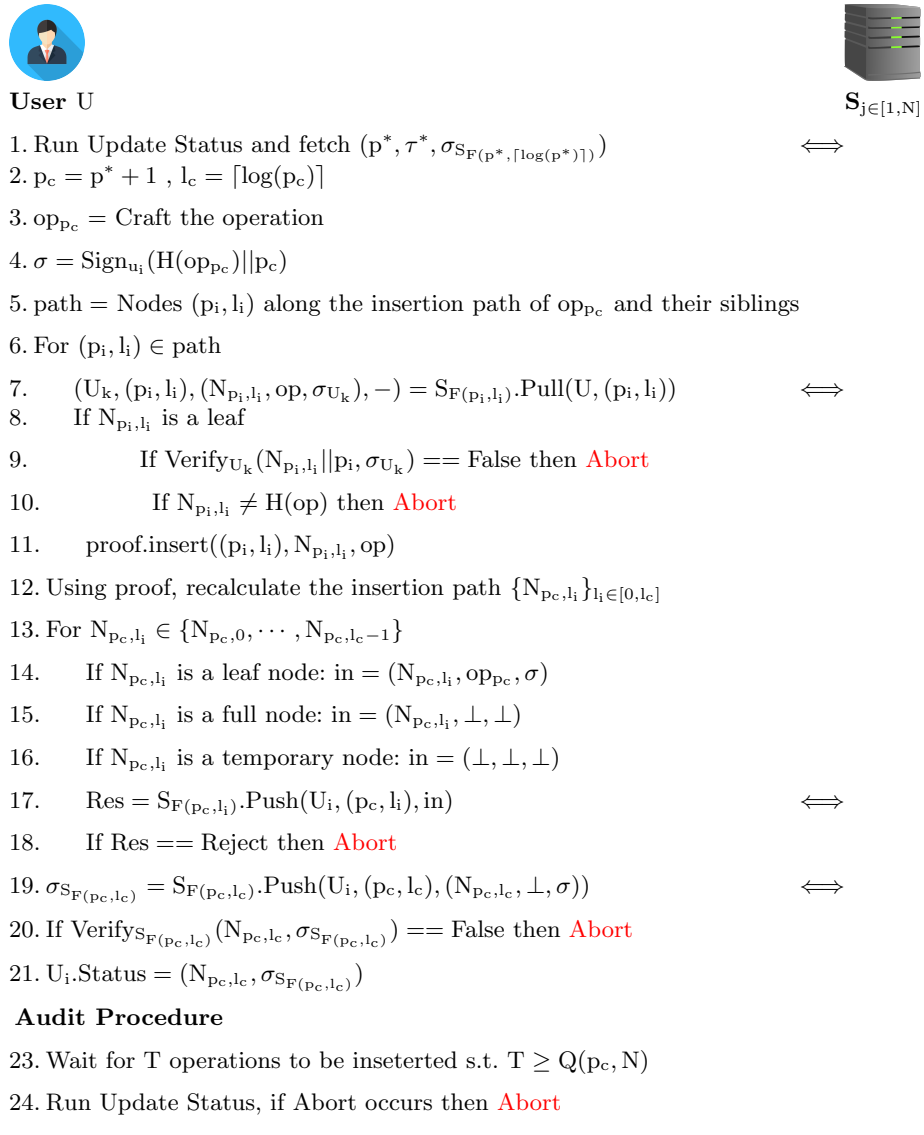 User U
S_{j∈[1,N]}
1. Run Update Status and fetch (p*, τ*, σ_{S_{F(p*,⌈log(p*)⌉)}}) ⟺
2. p_c = p* + 1 , l_c = ⌈log(p_c)⌉
3. op_{p_c} = Craft the operation
4. σ = Sign_{u_i}(H(op_{p_c})||p_c)
5. path = Nodes (p_i, l_i) along the insertion path of op_{p_c} and their siblings
6. For (p_i, l_i) ∈ path
7. (U_k, (p_i, l_i), (N_{p_i,l_i}, op, σ_{U_k}), −) = S_{F(p_i,l_i)}.Pull(U, (p_i, l_i)) ⟺
8. If N_{p_i,l_i} is a leaf
9. If Verify_{U_k}(N_{p_i,l_i}||p_i, σ_{U_k}) == False then Abort
10. If N_{p_i,l_i} ≠ H(op) then Abort
11. proof.insert((p_i, l_i), N_{p_i,l_i}, op)
12. Using proof, recalculate the insertion path {N_{p_c,l_i}}_{l_i∈[0,l_c]}
13. For N_{p_c,l_i} ∈ {N_{p_c,0}, ⋯ , N_{p_c,l_c−1}}
14. If N_{p_c,l_i} is a leaf node: in = (N_{p_c,l_i}, op_{p_c}, σ)
15. If N_{p_c,l_i} is a full node: in = (N_{p_c,l_i}, ⊥, ⊥)
16. If N_{p_c,l_i} is a temporary node: in = (⊥, ⊥, ⊥)
17. Res = S_{F(p_c,l_i)}.Push(U_i, (p_c, l_i), in) ⟺
18. If Res == Reject then Abort
19. σ_{S_{F(p_c,l_c)}} = S_{F(p_c,l_c)}.Push(U_i, (p_c, l_c), (N_{p_c,l_c}, ⊥, σ)) ⟺
20. If Verify_{S_{F(p_c,l_c)}}(N_{p_c,l_c}, σ_{S_{F(p_c,l_c)}}) == False then Abort
21. U_i.Status = (N_{p_c,l_c}, σ_{S_{F(p_c,l_c)}})
Audit Procedure
23. Wait for T operations to be inseterted s.t. T ≥ Q(p_c, N)
24. Run Update Status, if Abort occurs then Abort